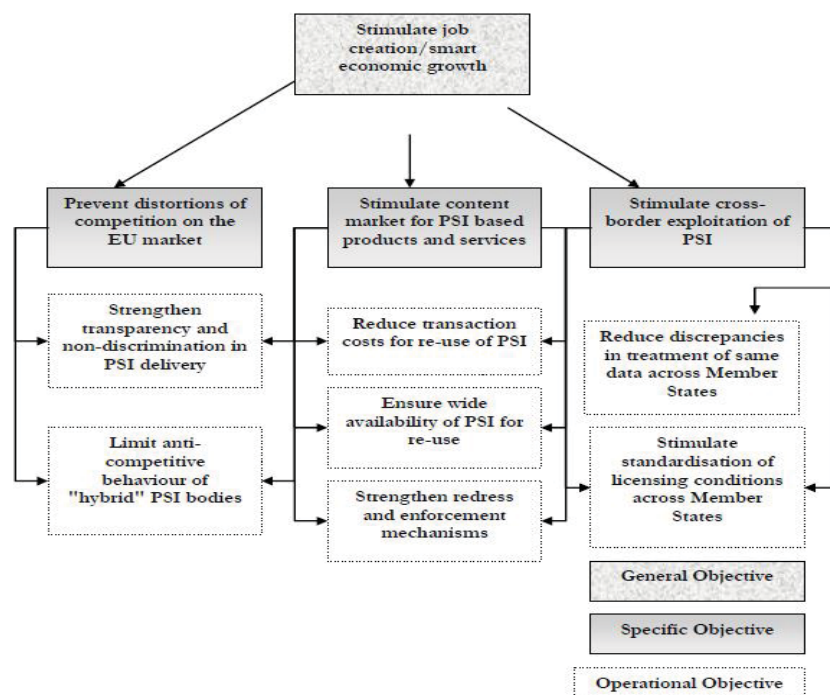 Stimulate job
creation/smart
economic growth
Prevent distortions of
competition on the
EU market
Stimulate content
market for PSI based
products and services
Stimulate cross-
border exploitation of
PSI
Strengthen
transparency and
non-discrimination in
PSI delivery
Reduce transaction
costs for re-use of PSI
Reduce discrepancies
in treatment of same
data across Member
States
Ensure wide
availability of PSI for
re-use
Limit anti-
competitive
behaviour of
"hybrid" PSI bodies
Stimulate
standardisation of
licensing conditions
across Member
States
Strengthen redress
and enforcement
mechanisms
General Objective
Specific Objective
Operational Objective